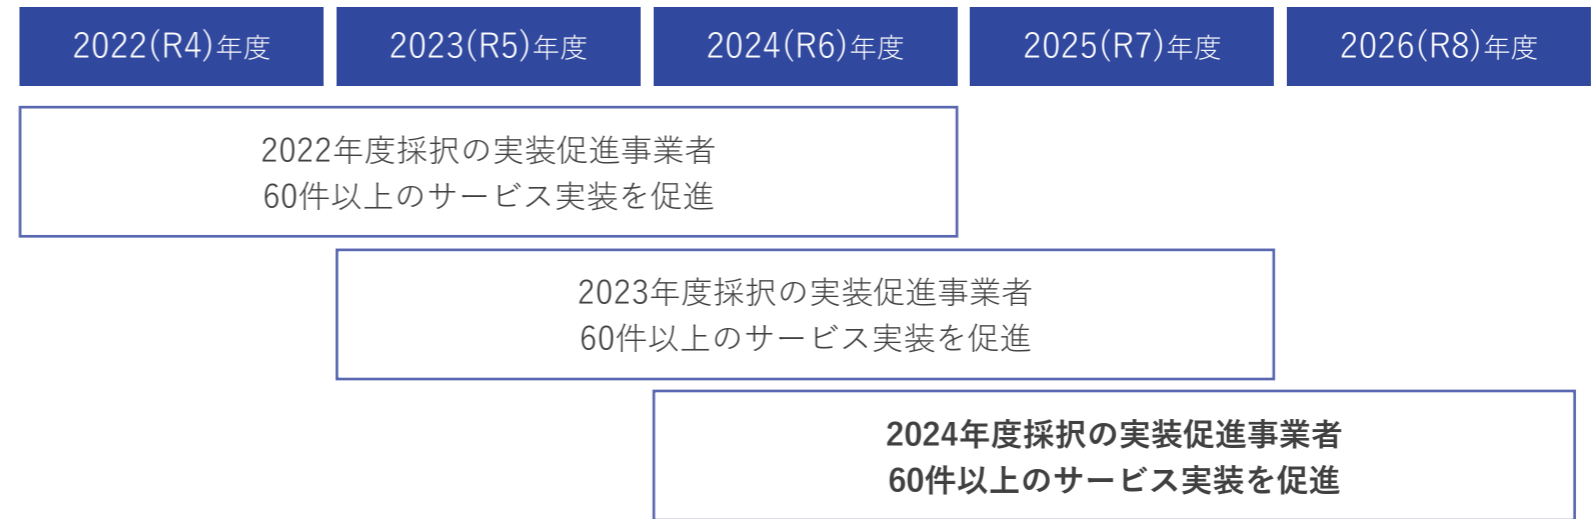 2022(R4)年度
2023(R5)年度
2024(R6)年度
2025(R7)年度
2026(R8)年度
2022年度採択の実装促進事業者
60件以上のサービス実装を促進
2023年度採択の実装促進事業者
60件以上のサービス実装を促進
2024年度採択の実装促進事業者
60件以上のサービス実装を促進